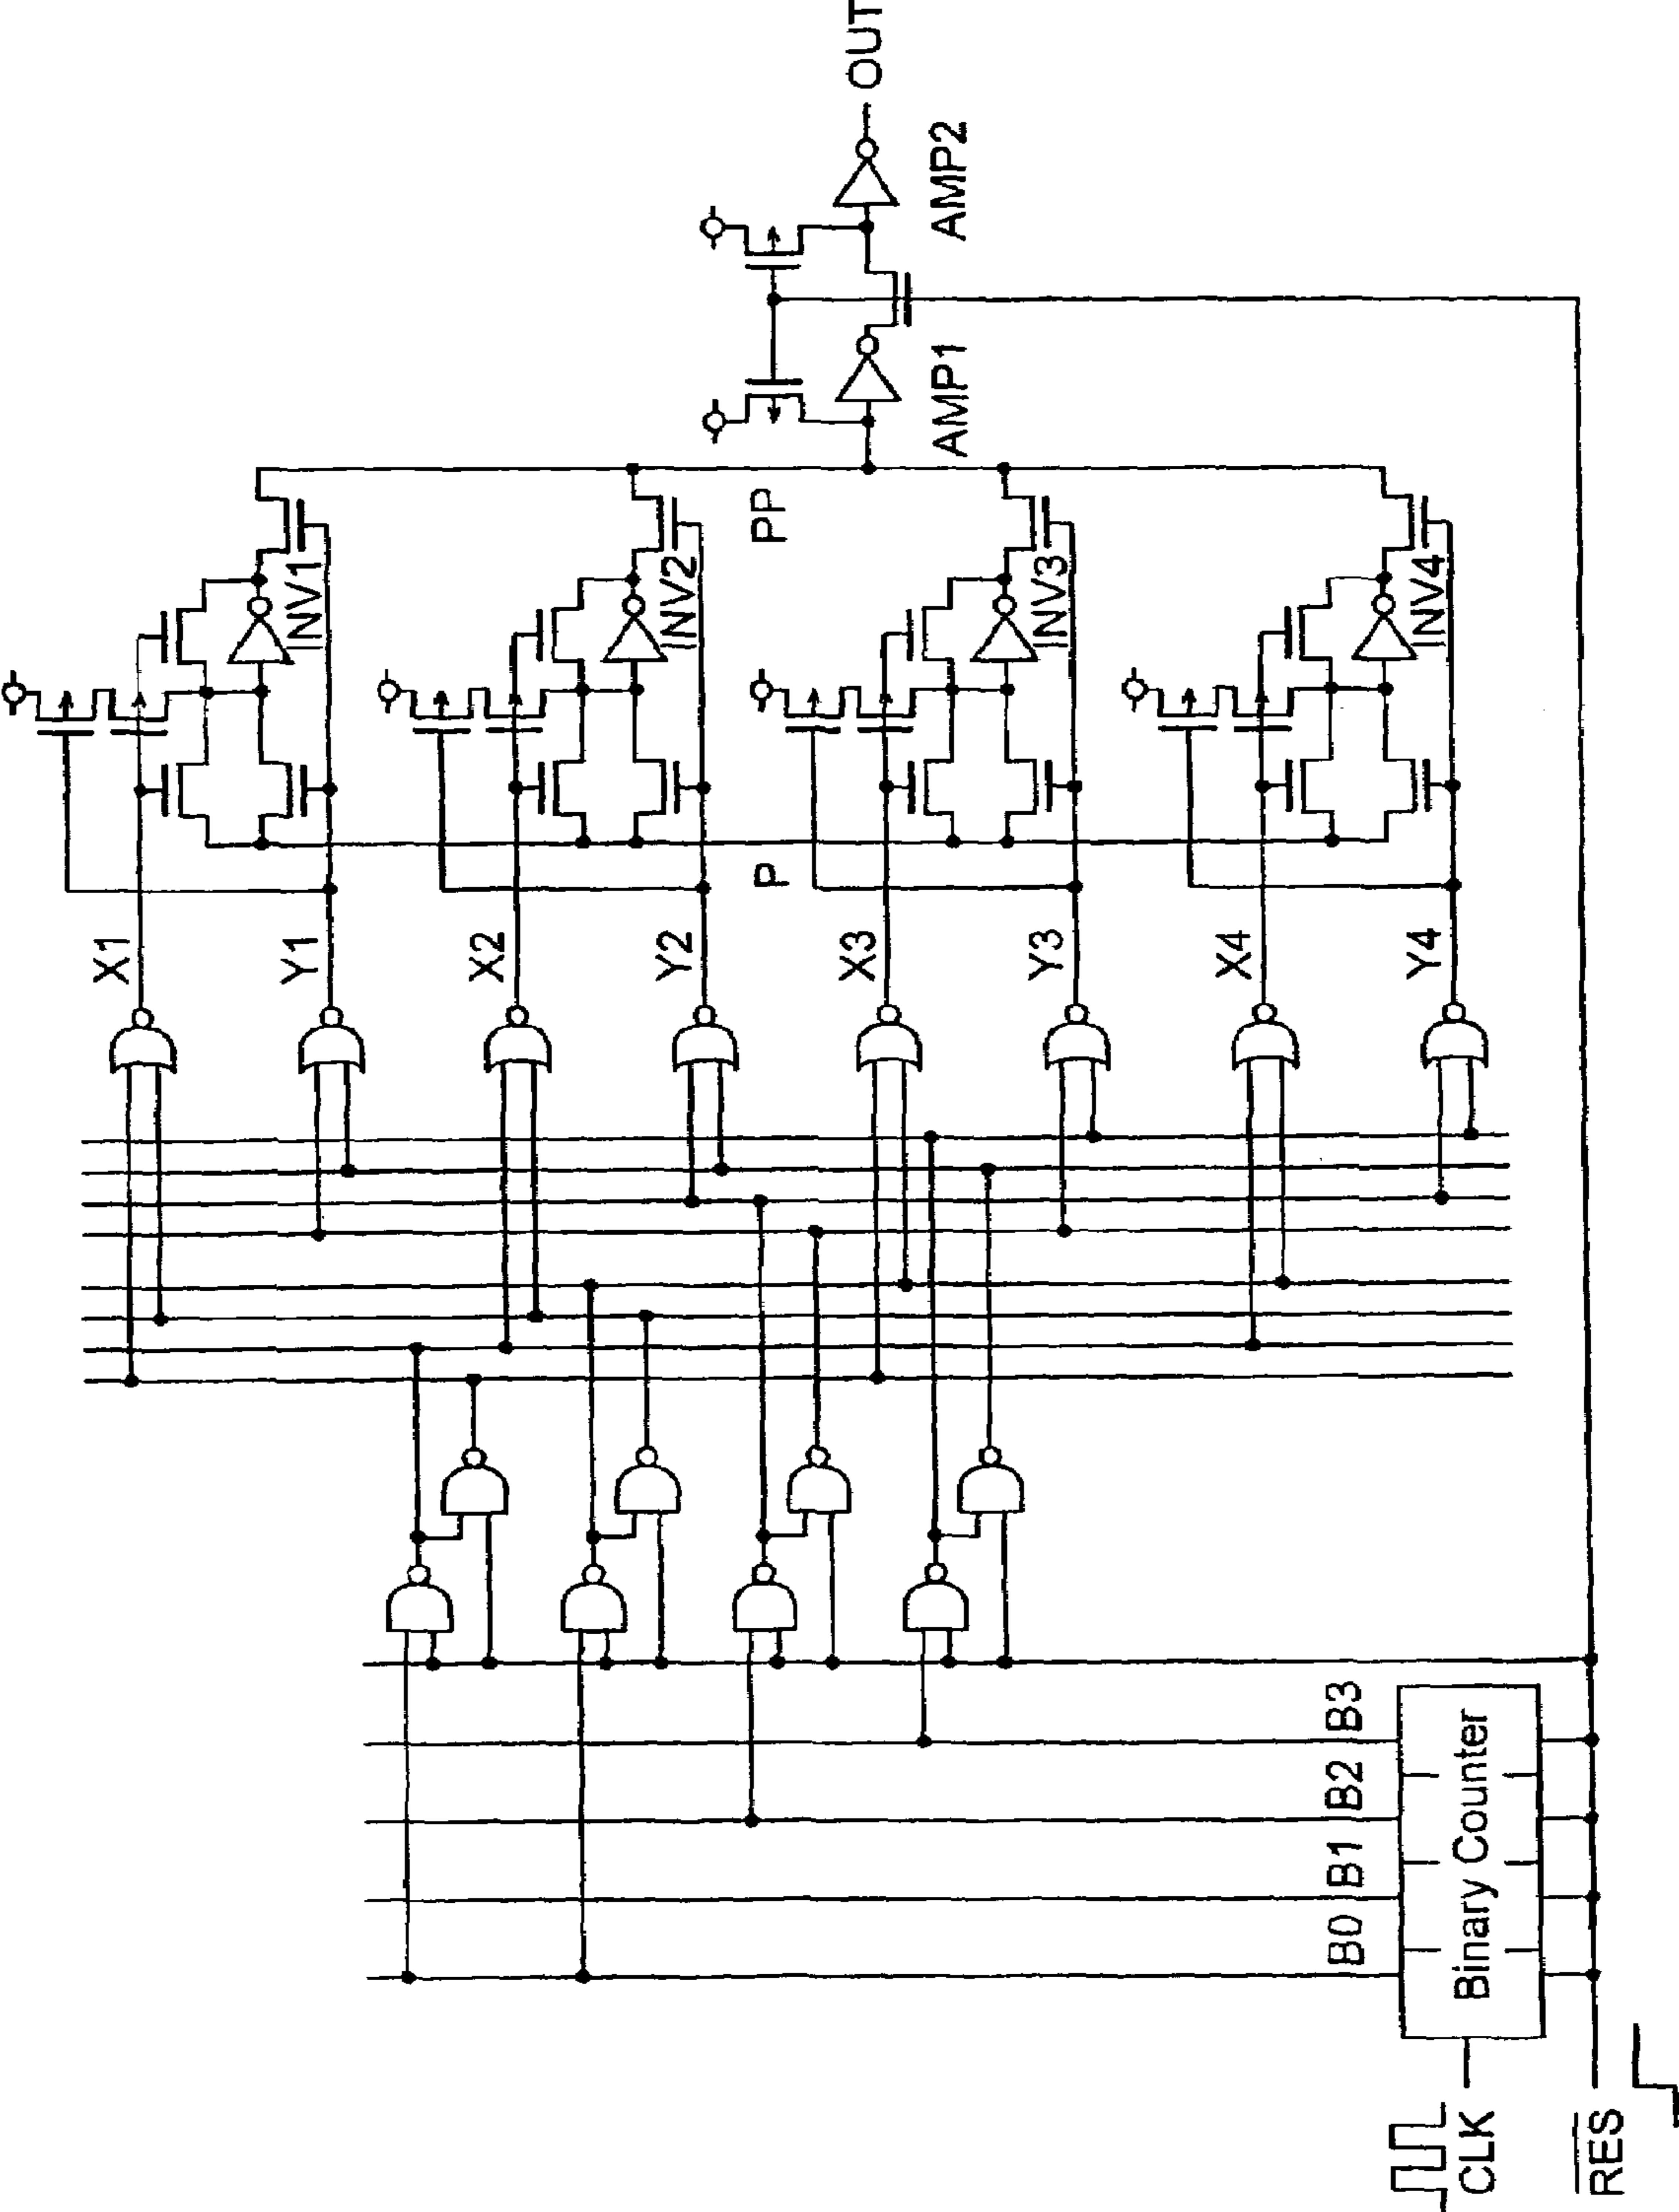 OUT
AMP2
AMP1
PP
INV1
INV2
INV3
INV4
P
X1
Y1
X2
Y2
X3
Y3
X4
Y4
B0
B1
B2
B3
Binary Counter
CLK
RES